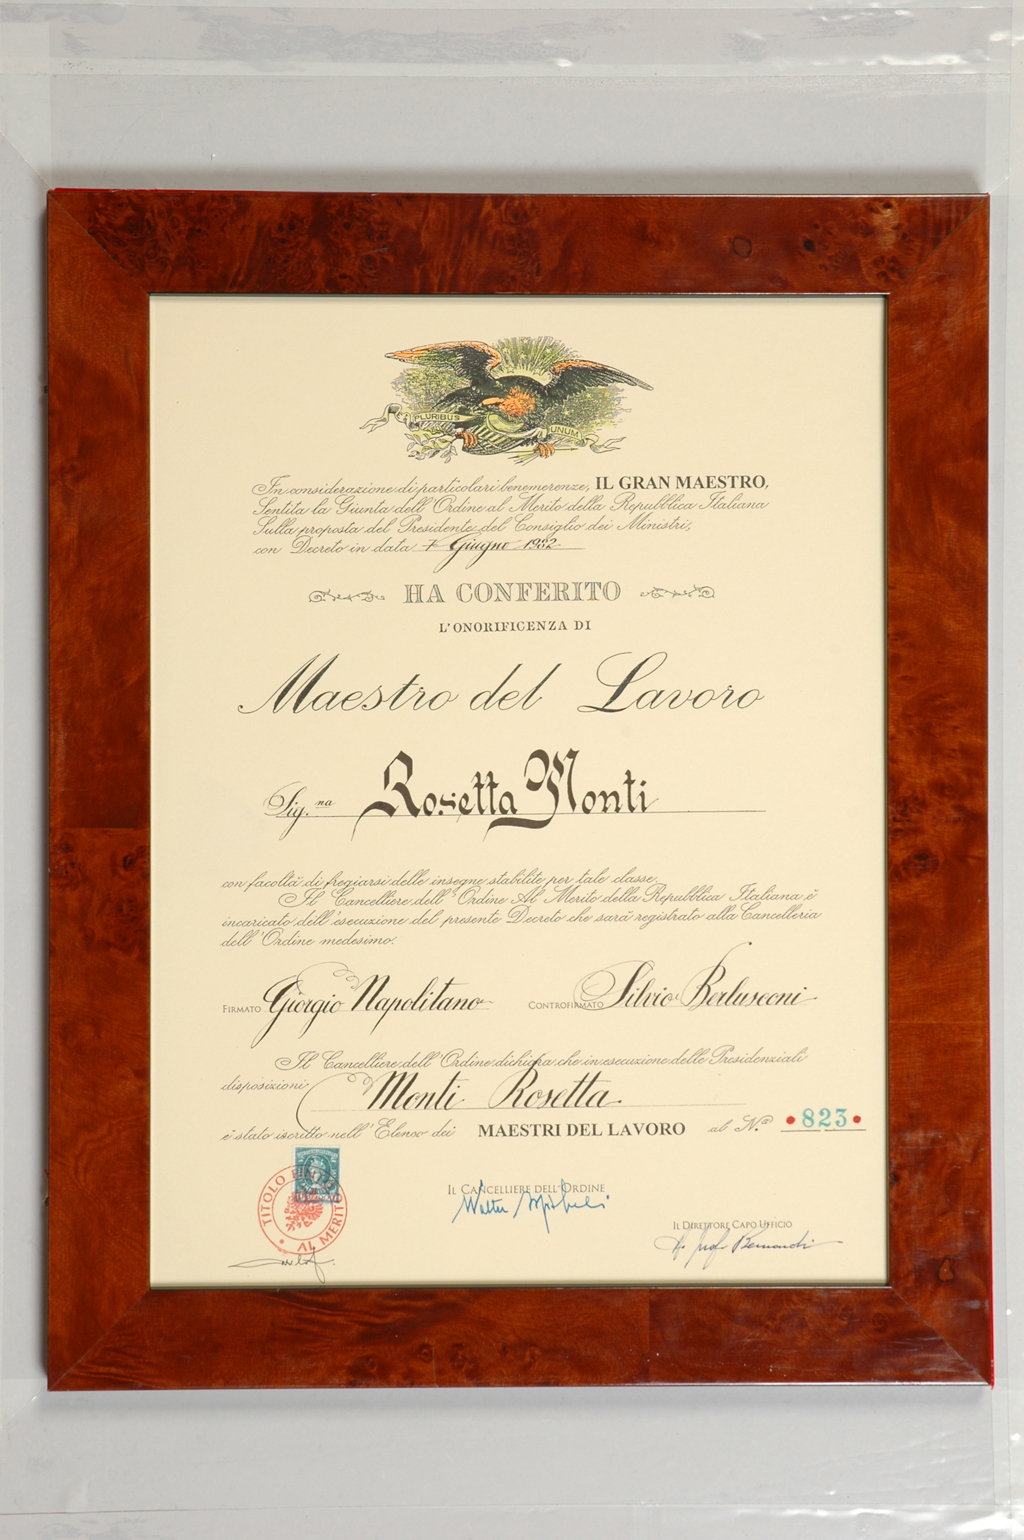 E PLURIBUS UNUM
In considerazione di particolari benemerenze, IL GRAN MAESTRO,
Sentita la Giunta dell'Ordine al Merito della Repubblica Italiana
Sulla proposta del Presidente del Consiglio dei Ministri,
con Decreto in data 7 Giugno 1982
HA CONFERITO
L'ONORIFICENZA DI
Maestro del Lavoro
Sig.na Rosetta Monti
con facoltà di fregiarsi delle insegne stabilite per tale classe.
Il Cancelliere dell'Ordine Al Merito della Repubblica Italiana è
incaricato dell'esecuzione del presente Decreto che sarà registrato alla Cancelleria
dell'Ordine medesimo.
FIRMATO Giorgio Napolitano CONTROFIRMATO Silvio Berlusconi
Il Cancelliere dell'Ordine dichiara che in esecuzione delle Presidenziali
disposizioni Monti Rosetta
è stato iscritto nell'Elenco dei MAESTRI DEL LAVORO al N.o •823•
TITOLO
AL MERITO
IL CANCELLIERE DELL'ORDINE
Walter
IL DIRETTORE CAPO UFFICIO